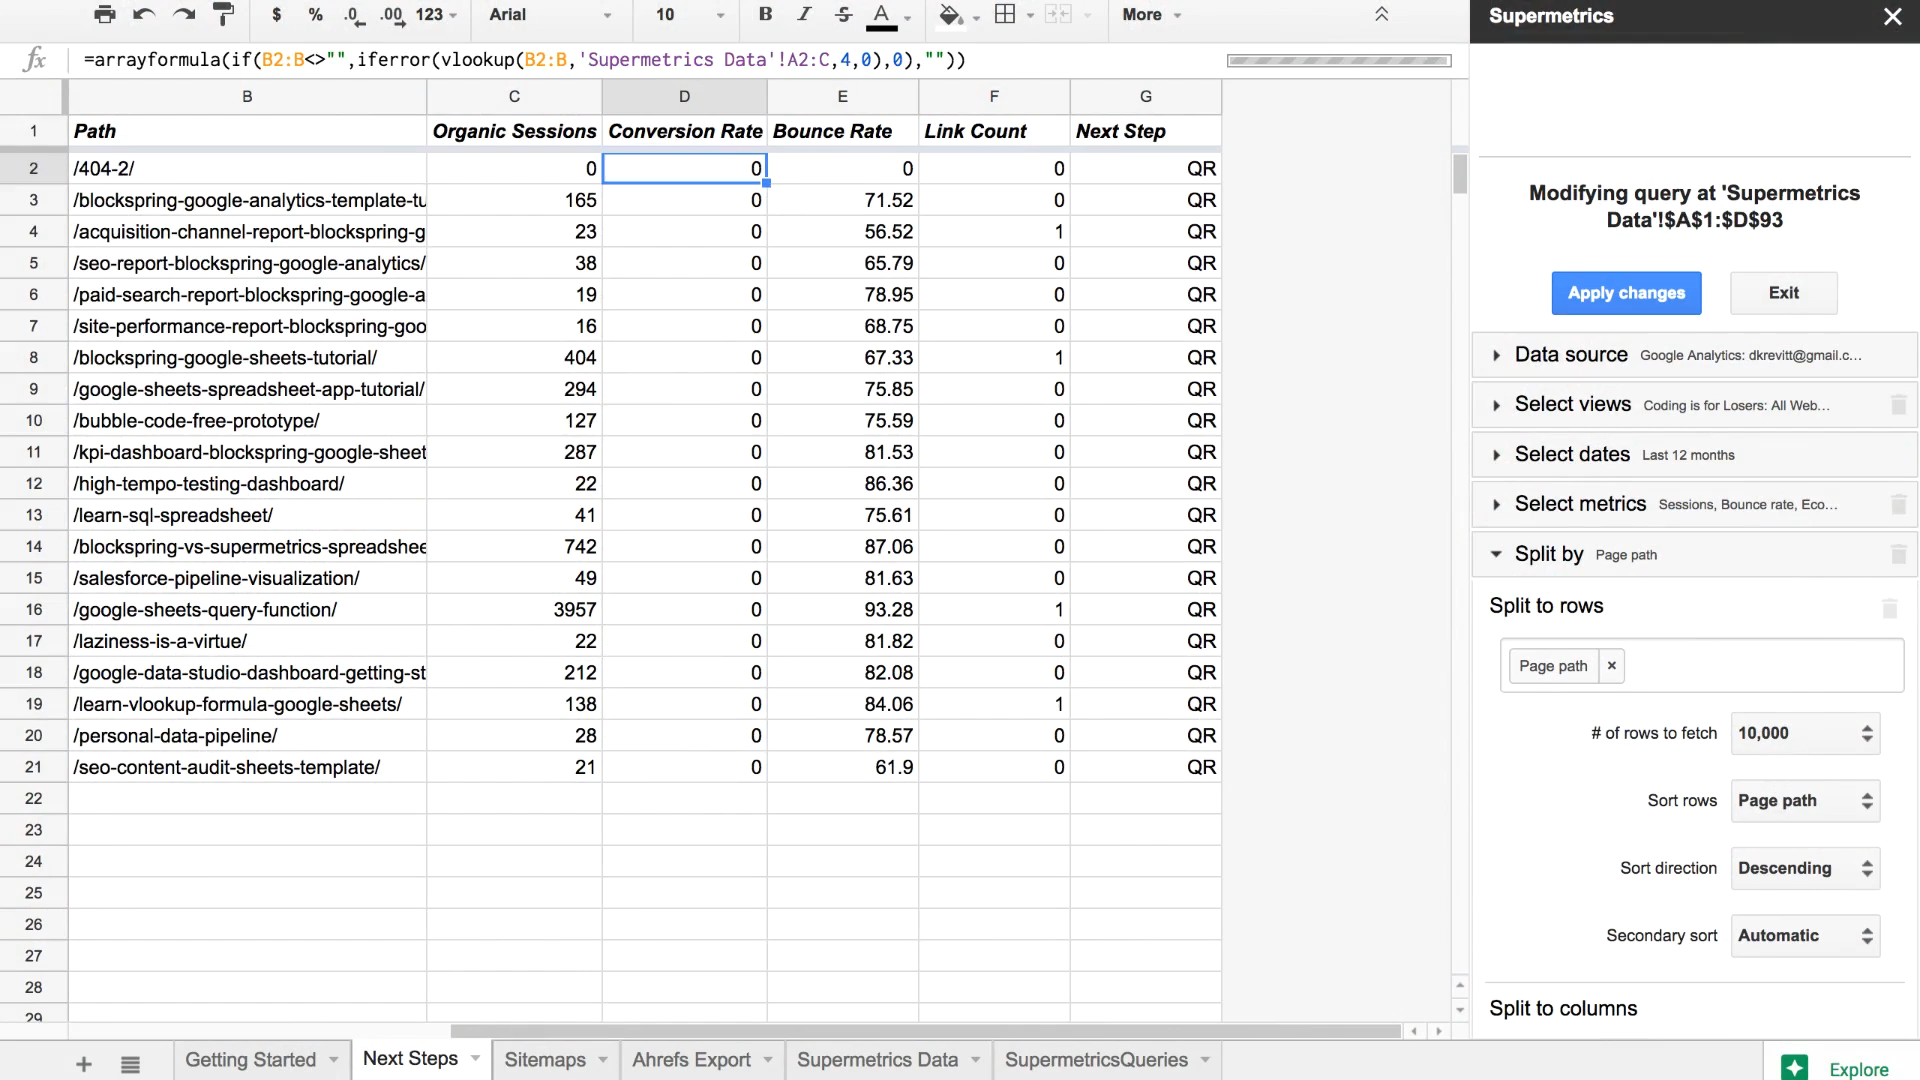 $ % .0 .00 123 Arial 10 B I S A More
Supermetrics
fx =arrayformula(if(B2:B<>"",iferror(vlookup(B2:B,'Supermetrics Data'!A2:C,4,0),0),""))
B C D E F G
1 Path Organic Sessions Conversion Rate Bounce Rate Link Count Next Step
2 /404-2/ 0 0 0 0 QR
3 /blockspring-google-analytics-template-tu 165 0 71.52 0 QR
4 /acquisition-channel-report-blockspring-g 23 0 56.52 1 QR
5 /seo-report-blockspring-google-analytics/ 38 0 65.79 0 QR
6 /paid-search-report-blockspring-google-a 19 0 78.95 0 QR
7 /site-performance-report-blockspring-goo 16 0 68.75 0 QR
8 /blockspring-google-sheets-tutorial/ 404 0 67.33 1 QR
9 /google-sheets-spreadsheet-app-tutorial/ 294 0 75.85 0 QR
10 /bubble-code-free-prototype/ 127 0 75.59 0 QR
11 /kpi-dashboard-blockspring-google-sheet 287 0 81.53 0 QR
12 /high-tempo-testing-dashboard/ 22 0 86.36 0 QR
13 /learn-sql-spreadsheet/ 41 0 75.61 0 QR
14 /blockspring-vs-supermetrics-spreadshee 742 0 87.06 0 QR
15 /salesforce-pipeline-visualization/ 49 0 81.63 0 QR
16 /google-sheets-query-function/ 3957 0 93.28 1 QR
17 /laziness-is-a-virtue/ 22 0 81.82 0 QR
18 /google-data-studio-dashboard-getting-st 212 0 82.08 0 QR
19 /learn-vlookup-formula-google-sheets/ 138 0 84.06 1 QR
20 /personal-data-pipeline/ 28 0 78.57 0 QR
21 /seo-content-audit-sheets-template/ 21 0 61.9 0 QR
22
23
24
25
26
27
28
29
Modifying query at 'Supermetrics
Data'!$A$1:$D$93
Apply changes Exit
Data source Google Analytics: dkrevitt@gmail.c...
Select views Coding is for Losers: All Web...
Select dates Last 12 months
Select metrics Sessions, Bounce rate, Eco...
Split by Page path
Split to rows
Page path ×
# of rows to fetch 10,000
Sort rows Page path
Sort direction Descending
Secondary sort Automatic
Split to columns
Getting Started Next Steps Sitemaps Ahrefs Export Supermetrics Data SupermetricsQueries
Explore